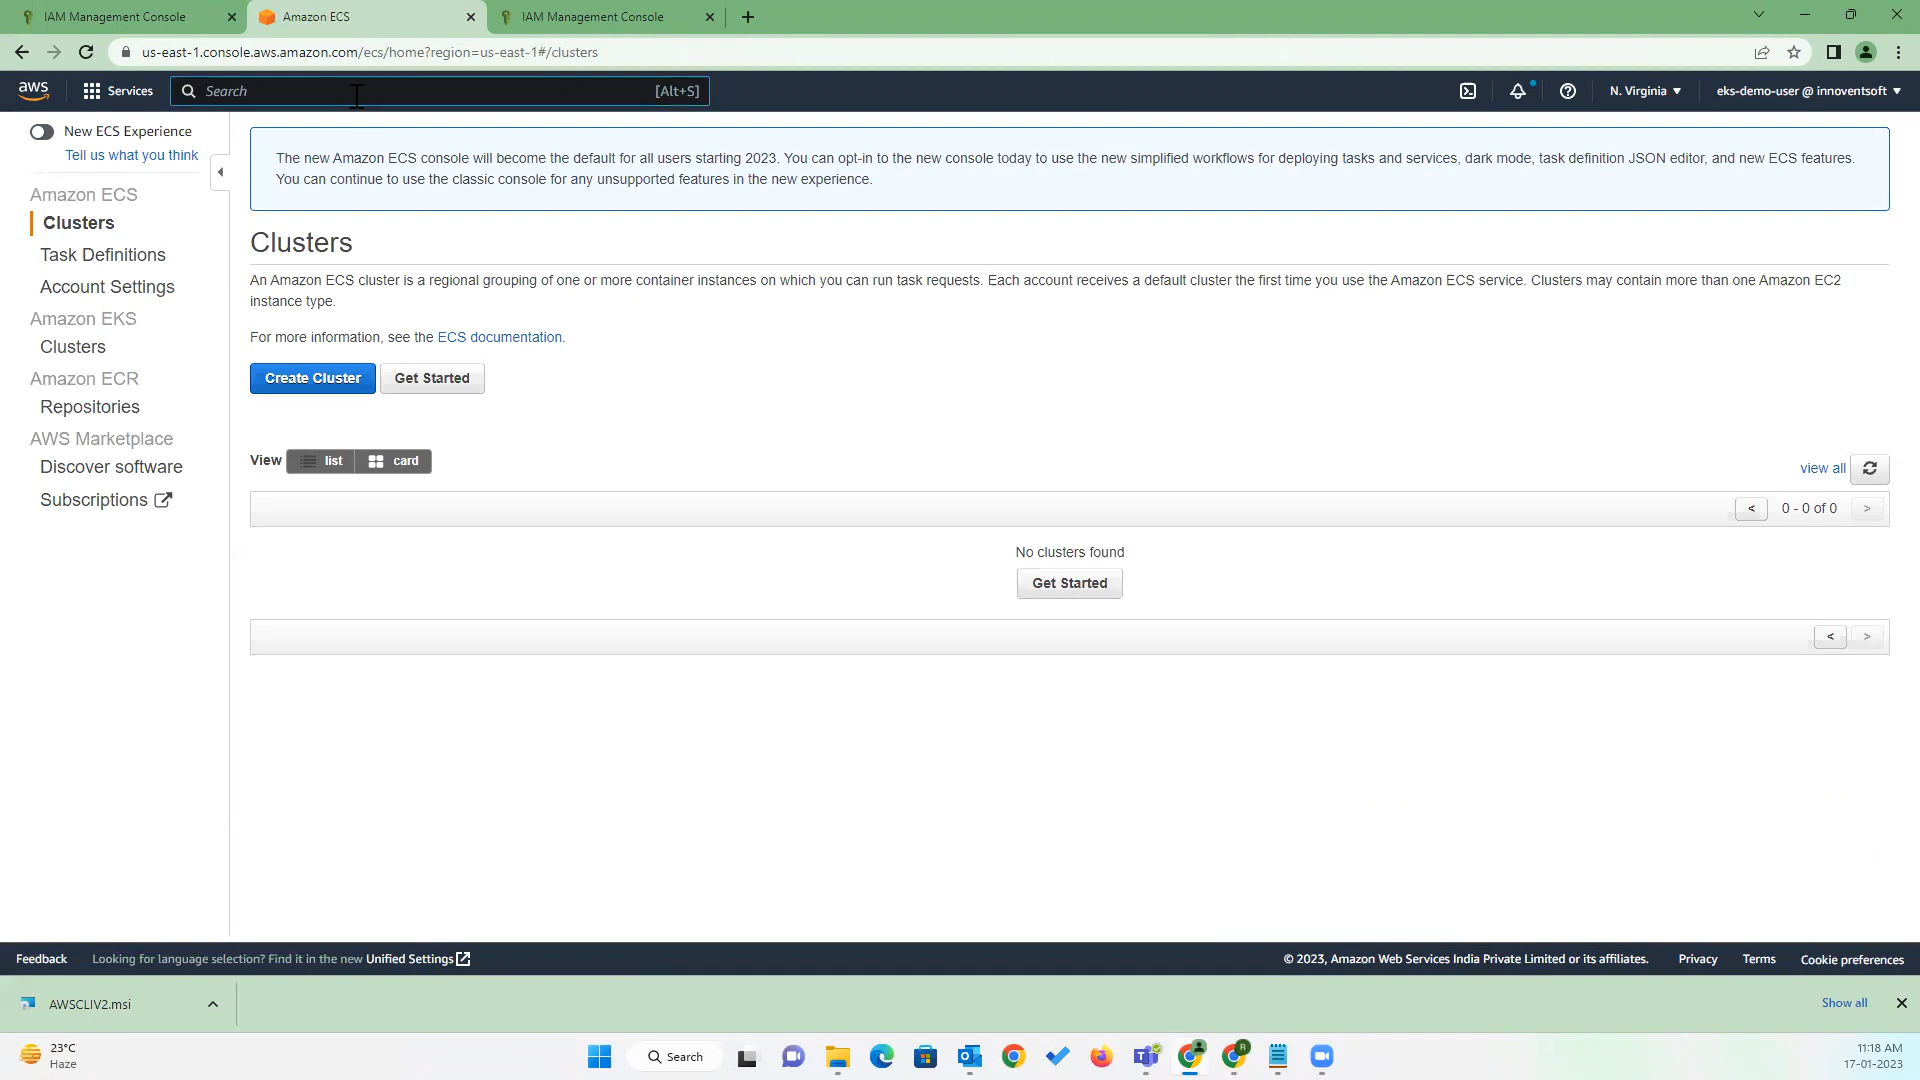 IAM Management Console
Amazon ECS
IAM Management Console
us-east-1.console.aws.amazon.com/ecs/home?region=us-east-1#/clusters
aws
Services
Search
[Alt+S]
N. Virginia
eks-demo-user @ innoventsoft
New ECS Experience
Tell us what you think
Amazon ECS
Clusters
Task Definitions
Account Settings
Amazon EKS
Clusters
Amazon ECR
Repositories
AWS Marketplace
Discover software
Subscriptions
The new Amazon ECS console will become the default for all users starting 2023. You can opt-in to the new console today to use the new simplified workflows for deploying tasks and services, dark mode, task definition JSON editor, and new ECS features.
You can continue to use the classic console for any unsupported features in the new experience.
Clusters
An Amazon ECS cluster is a regional grouping of one or more container instances on which you can run task requests. Each account receives a default cluster the first time you use the Amazon ECS service. Clusters may contain more than one Amazon EC2
instance type.
For more information, see the ECS documentation.
Create Cluster
Get Started
View
list
card
view all
< 0 - 0 of 0 >
No clusters found
Get Started
< >
Feedback
Looking for language selection? Find it in the new Unified Settings
© 2023, Amazon Web Services India Private Limited or its affiliates.
Privacy
Terms
Cookie preferences
AWSCLIV2.msi
Show all
23°C
Haze
Search
R
11:18 AM
17-01-2023